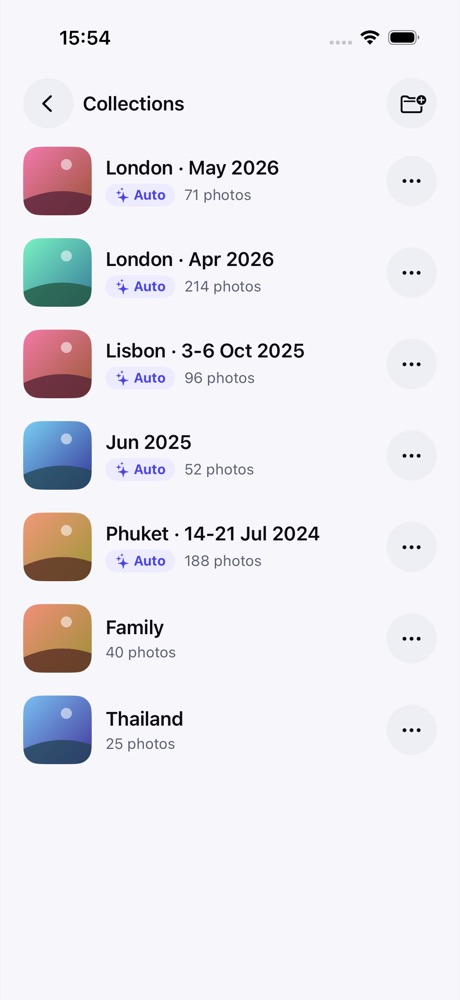 15:54
Collections
London · May 2026
Auto 71 photos
London · Apr 2026
Auto 214 photos
Lisbon · 3-6 Oct 2025
Auto 96 photos
Jun 2025
Auto 52 photos
Phuket · 14-21 Jul 2024
Auto 188 photos
Family
40 photos
Thailand
25 photos